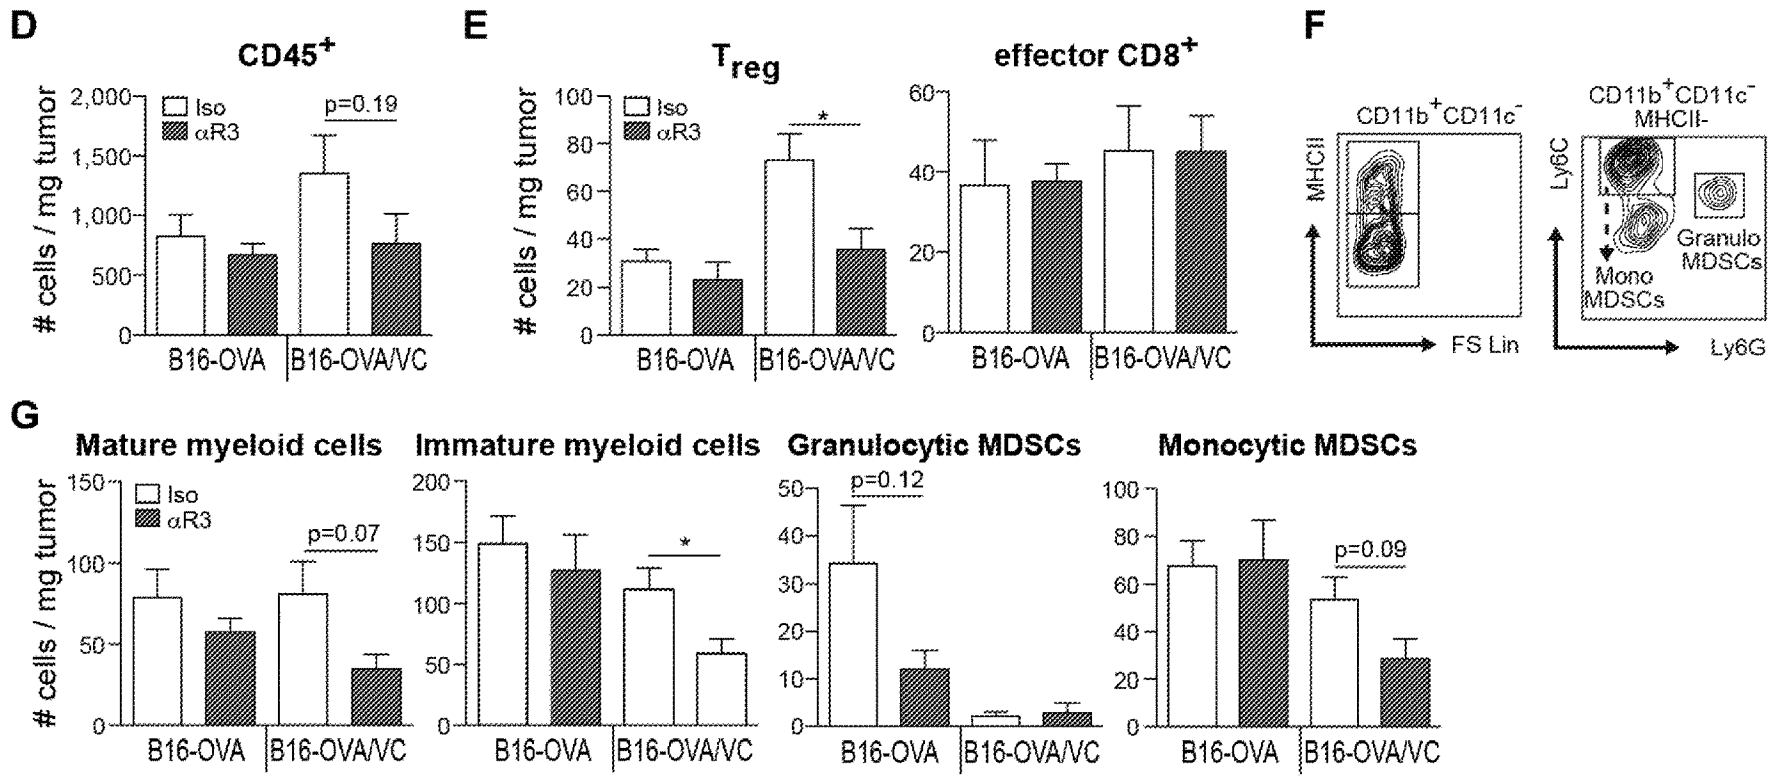 D
CD45+
# cells / mg tumor
2,000
1,500
1,000
500
0
Iso
αR3
p=0.19
B16-OVA
B16-OVA/VC
E
Treg
# cells / mg tumor
100
80
60
40
20
0
Iso
αR3
*
B16-OVA
B16-OVA/VC
effector CD8+
60
40
20
0
B16-OVA
B16-OVA/VC
F
CD11b+CD11c-
MHCII
FS Lin
CD11b+CD11c-
MHCII-
Ly6C
Granulo
MDSCs
Mono
MDSCs
Ly6G
G
Mature myeloid cells
# cells / mg tumor
150
100
50
0
Iso
αR3
p=0.07
B16-OVA
B16-OVA/VC
Immature myeloid cells
200
150
100
50
0
*
B16-OVA
B16-OVA/VC
Granulocytic MDSCs
50
40
30
20
10
0
p=0.12
B16-OVA
B16-OVA/VC
Monocytic MDSCs
100
80
60
40
20
0
p=0.09
B16-OVA
B16-OVA/VC